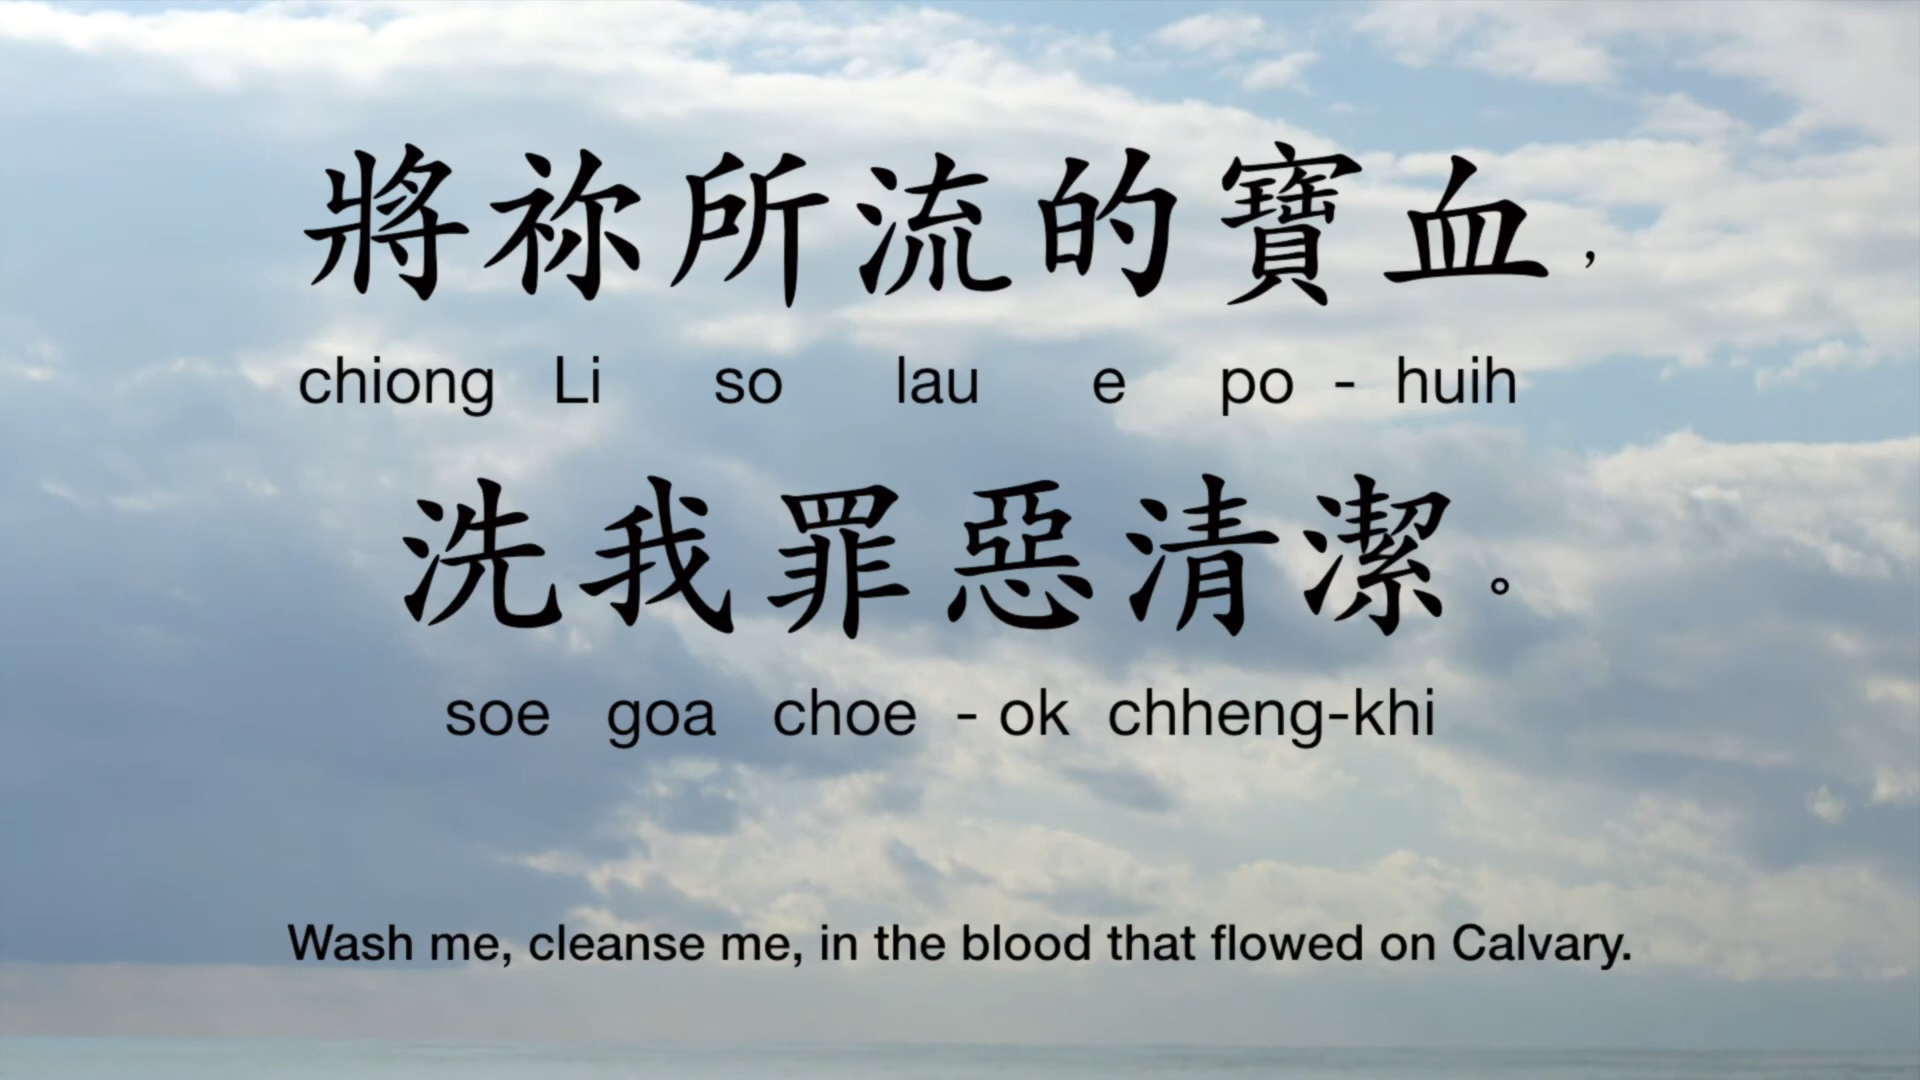 將祢所流的寶血，
chiong Li so lau e po - huih
洗我罪惡清潔。
soe goa choe - ok chheng-khi
Wash me, cleanse me, in the blood that flowed on Calvary.